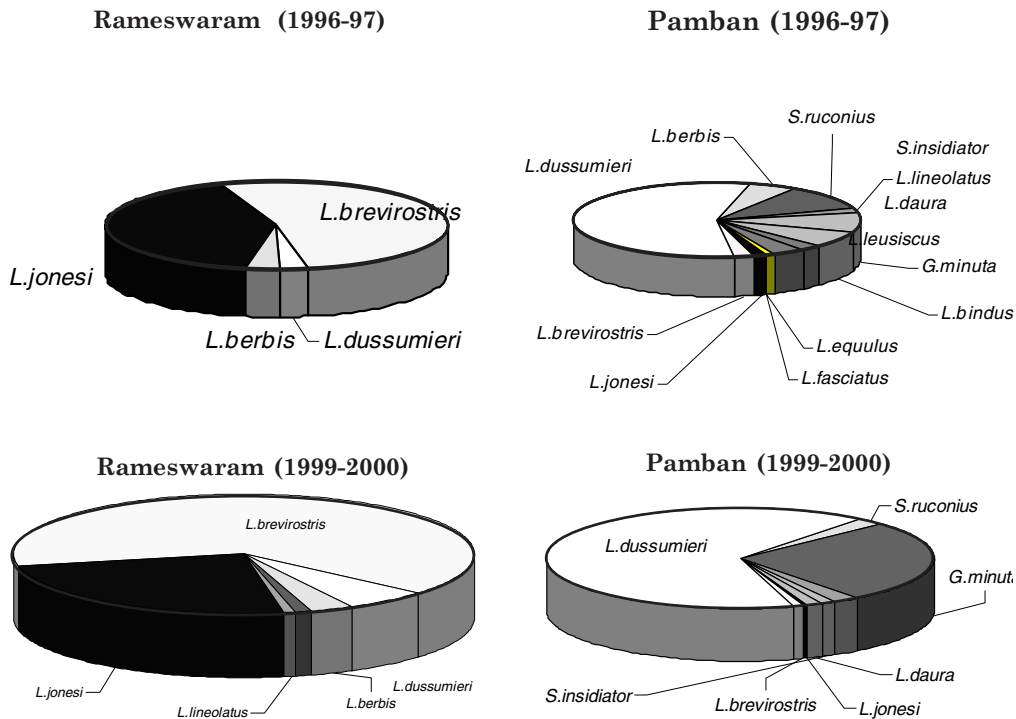 Rameswaram (1996-97)
Pamban (1996-97)
L.brevirostris
L.jonesi
L.berbis
L.dussumieri
S.ruconius
L.berbis
S.insidiator
L.dussumieri
L.lineolatus
L.daura
L.leusiscus
G.minuta
L.bindus
L.brevirostris
L.equulus
L.jonesi
L.fasciatus
Rameswaram (1999-2000)
Pamban (1999-2000)
L.brevirostris
L.jonesi
L.lineolatus
L.berbis
L.dussumieri
S.ruconius
L.dussumieri
G.minuta
L.daura
S.insidiator
L.brevirostris
L.jonesi